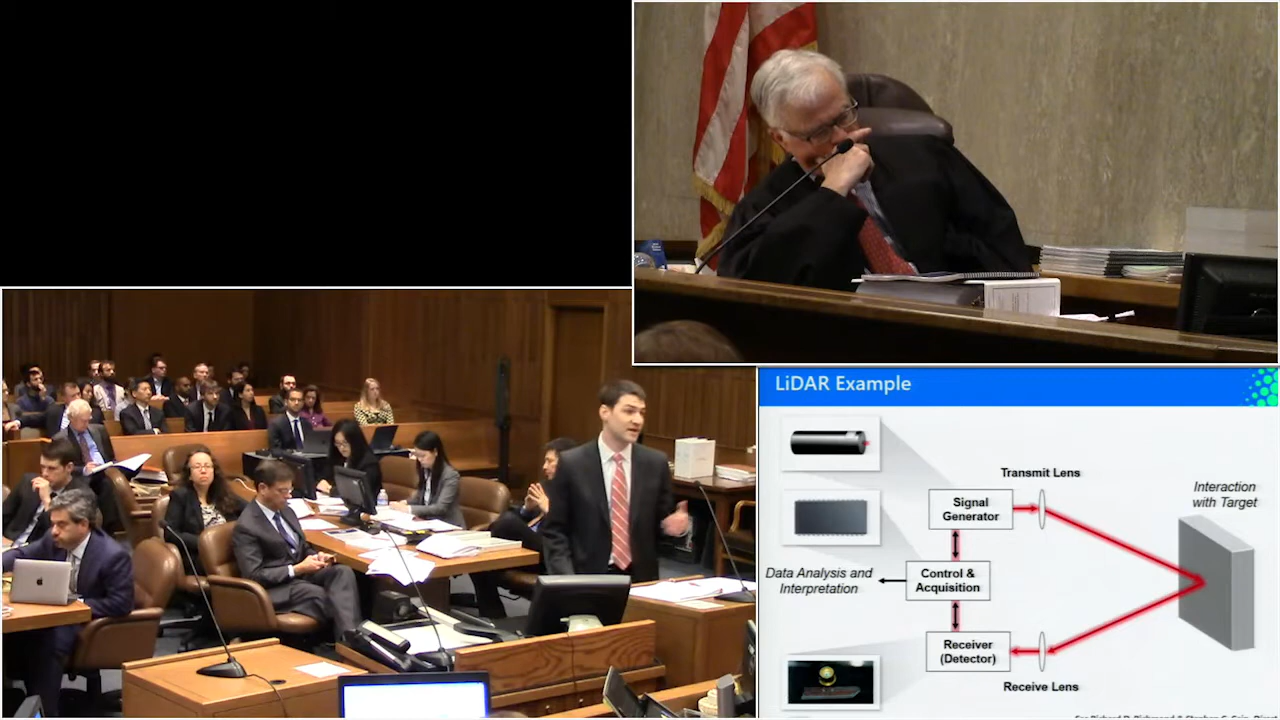 LiDAR Example
Transmit Lens
Interaction
with Target
Signal
Generator
Data Analysis and
Interpretation
Control &
Acquisition
Receiver
(Detector)
Receive Lens